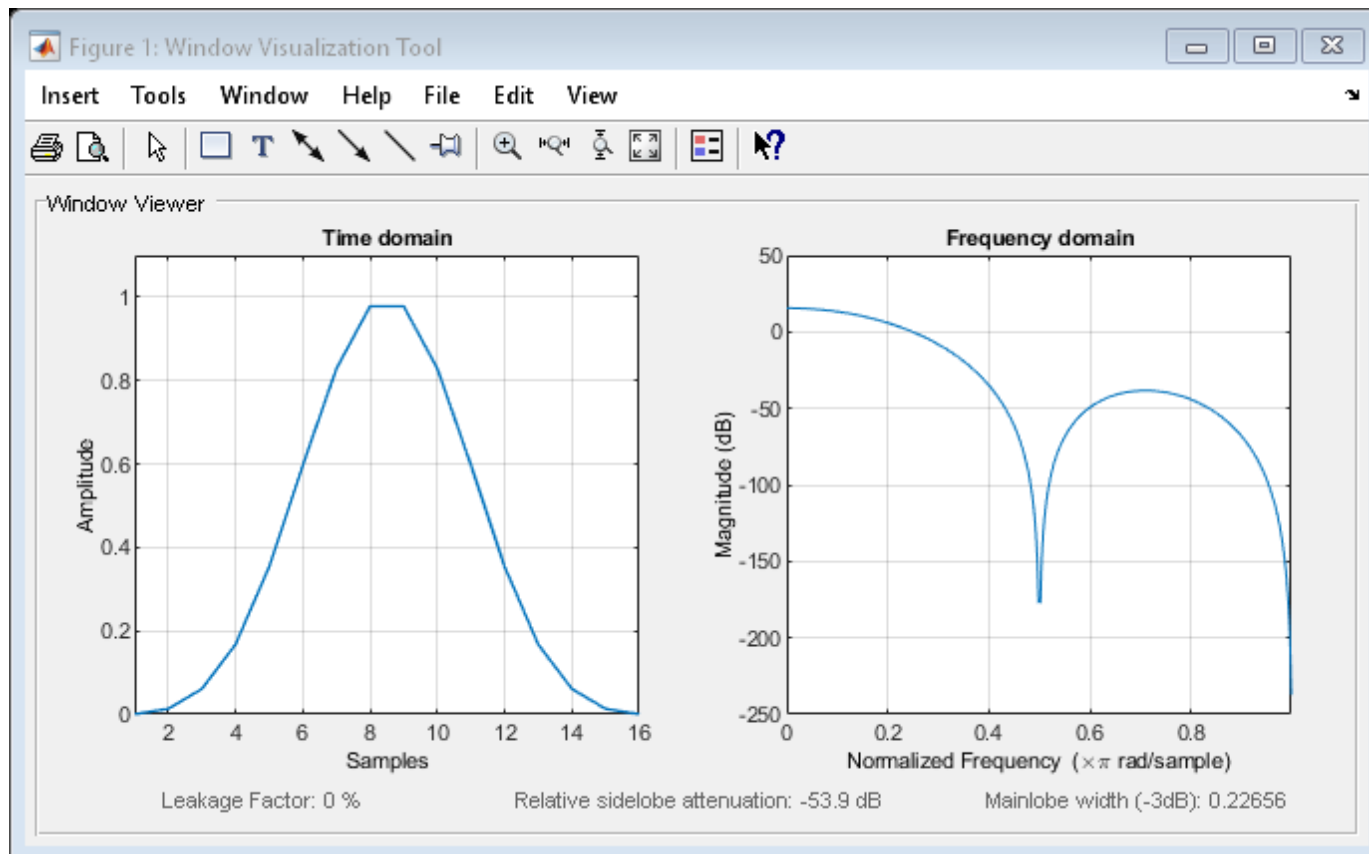 Figure 1: Window Visualization Tool
Insert Tools Window Help File Edit View
T
?
Window Viewer
Time domain
1
0.8
0.6
0.4
0.2
0
Amplitude
2 4 6 8 10 12 14 16
Samples
Frequency domain
50
0
-50
-100
-150
-200
-250
Magnitude (dB)
0 0.2 0.4 0.6 0.8
Normalized Frequency (×π rad/sample)
Leakage Factor: 0 % Relative sidelobe attenuation: -53.9 dB Mainlobe width (-3dB): 0.22656